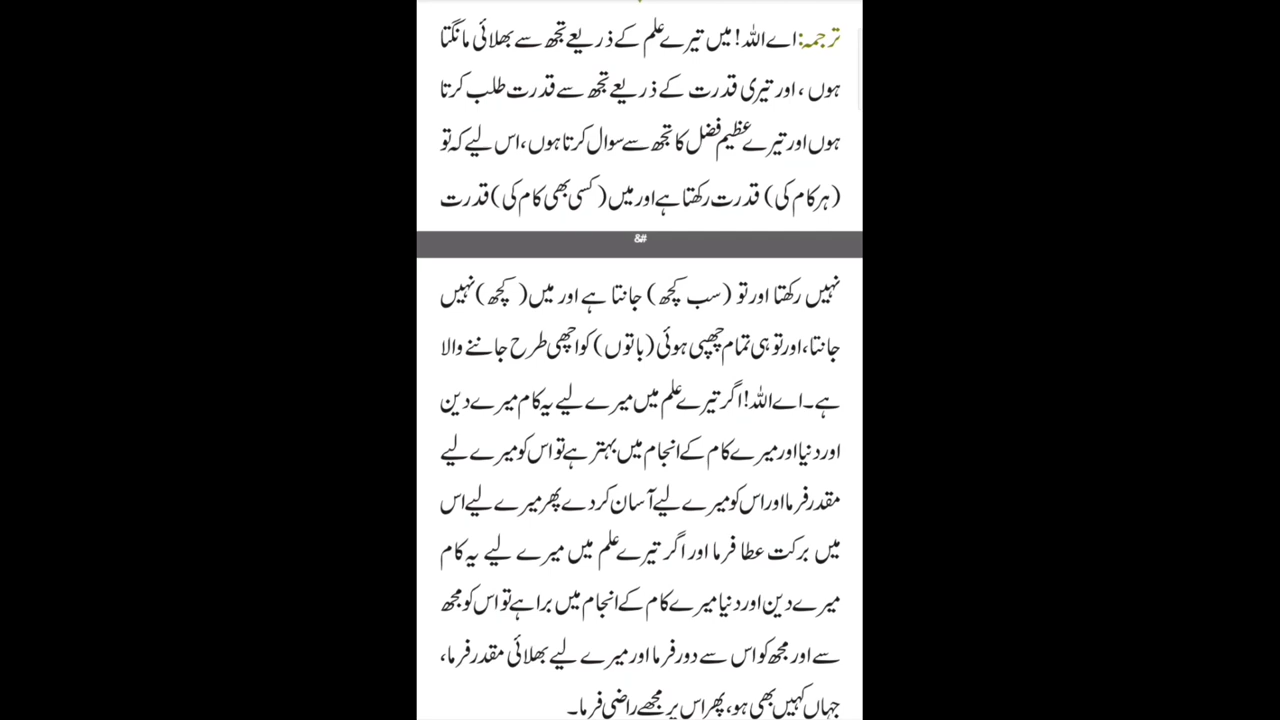 ترجمہ: اے اللہ! میں تیرے علم کے ذریعے تجھ سے بھلائی مانگتا
ہوں، اور تیری قدرت کے ذریعے تجھ سے قدرت طلب کرتا
ہوں اور تیرے عظیم فضل کا تجھ سے سوال کرتا ہوں، اس لیے کہ تو
(ہر کام کی) قدرت رکھتا ہے اور میں (کسی بھی کام کی) قدرت
&#
نہیں رکھتا اور تو (سب کچھ) جانتا ہے اور میں (کچھ) نہیں
جانتا، اور تو ہی تمام چھپی ہوئی (باتوں) کو اچھی طرح جاننے والا
ہے۔ اے اللہ! اگر تیرے علم میں میرے لیے یہ کام میرے دین
اور دنیا اور میرے کام کے انجام میں بہتر ہے تو اس کو میرے لیے
مقدر فرما اور اس کو میرے لیے آسان کر دے پھر میرے لیے اس
میں برکت عطا فرما اور اگر تیرے علم میں میرے لیے یہ کام
میرے دین اور دنیا میرے کام کے انجام میں برا ہے تو اس کو مجھ
سے اور مجھ کو اس سے دور فرما اور میرے لیے بھلائی مقدر فرما،
جہاں کہیں بھی ہو، پھر اس پر مجھے راضی فرما۔